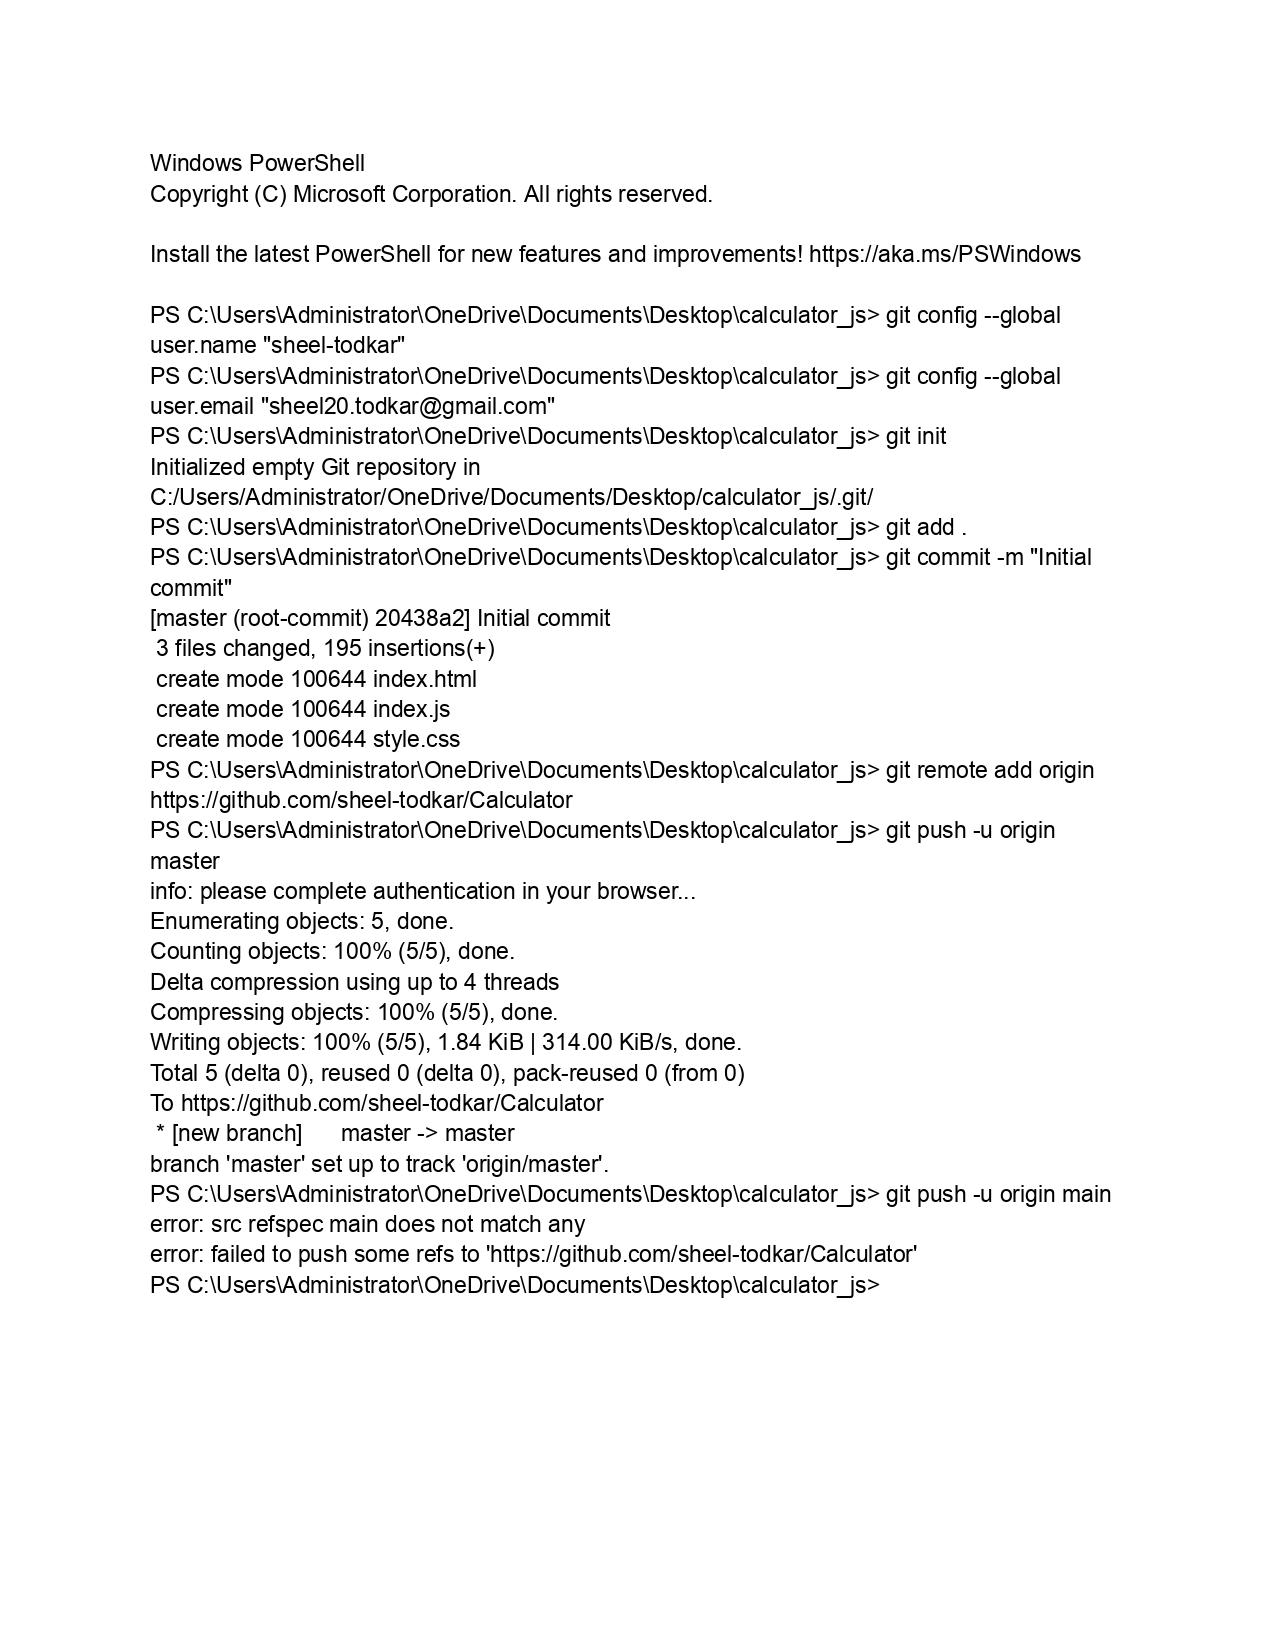 Windows PowerShell
Copyright (C) Microsoft Corporation. All rights reserved.
Install the latest PowerShell for new features and improvements! https://aka.ms/PSWindows
PS C:\Users\Administrator\OneDrive\Documents\Desktop\calculator_js> git config --global
user.name "sheel-todkar"
PS C:\Users\Administrator\OneDrive\Documents\Desktop\calculator_js> git config --global
user.email "sheel20.todkar@gmail.com"
PS C:\Users\Administrator\OneDrive\Documents\Desktop\calculator_js> git init
Initialized empty Git repository in
C:/Users/Administrator/OneDrive/Documents/Desktop/calculator_js/.git/
PS C:\Users\Administrator\OneDrive\Documents\Desktop\calculator_js> git add .
PS C:\Users\Administrator\OneDrive\Documents\Desktop\calculator_js> git commit -m "Initial
commit"
[master (root-commit) 20438a2] Initial commit
 3 files changed, 195 insertions(+)
 create mode 100644 index.html
 create mode 100644 index.js
 create mode 100644 style.css
PS C:\Users\Administrator\OneDrive\Documents\Desktop\calculator_js> git remote add origin
https://github.com/sheel-todkar/Calculator
PS C:\Users\Administrator\OneDrive\Documents\Desktop\calculator_js> git push -u origin
master
info: please complete authentication in your browser...
Enumerating objects: 5, done.
Counting objects: 100% (5/5), done.
Delta compression using up to 4 threads
Compressing objects: 100% (5/5), done.
Writing objects: 100% (5/5), 1.84 KiB | 314.00 KiB/s, done.
Total 5 (delta 0), reused 0 (delta 0), pack-reused 0 (from 0)
To https://github.com/sheel-todkar/Calculator
 * [new branch]      master -> master
branch 'master' set up to track 'origin/master'.
PS C:\Users\Administrator\OneDrive\Documents\Desktop\calculator_js> git push -u origin main
error: src refspec main does not match any
error: failed to push some refs to 'https://github.com/sheel-todkar/Calculator'
PS C:\Users\Administrator\OneDrive\Documents\Desktop\calculator_js>